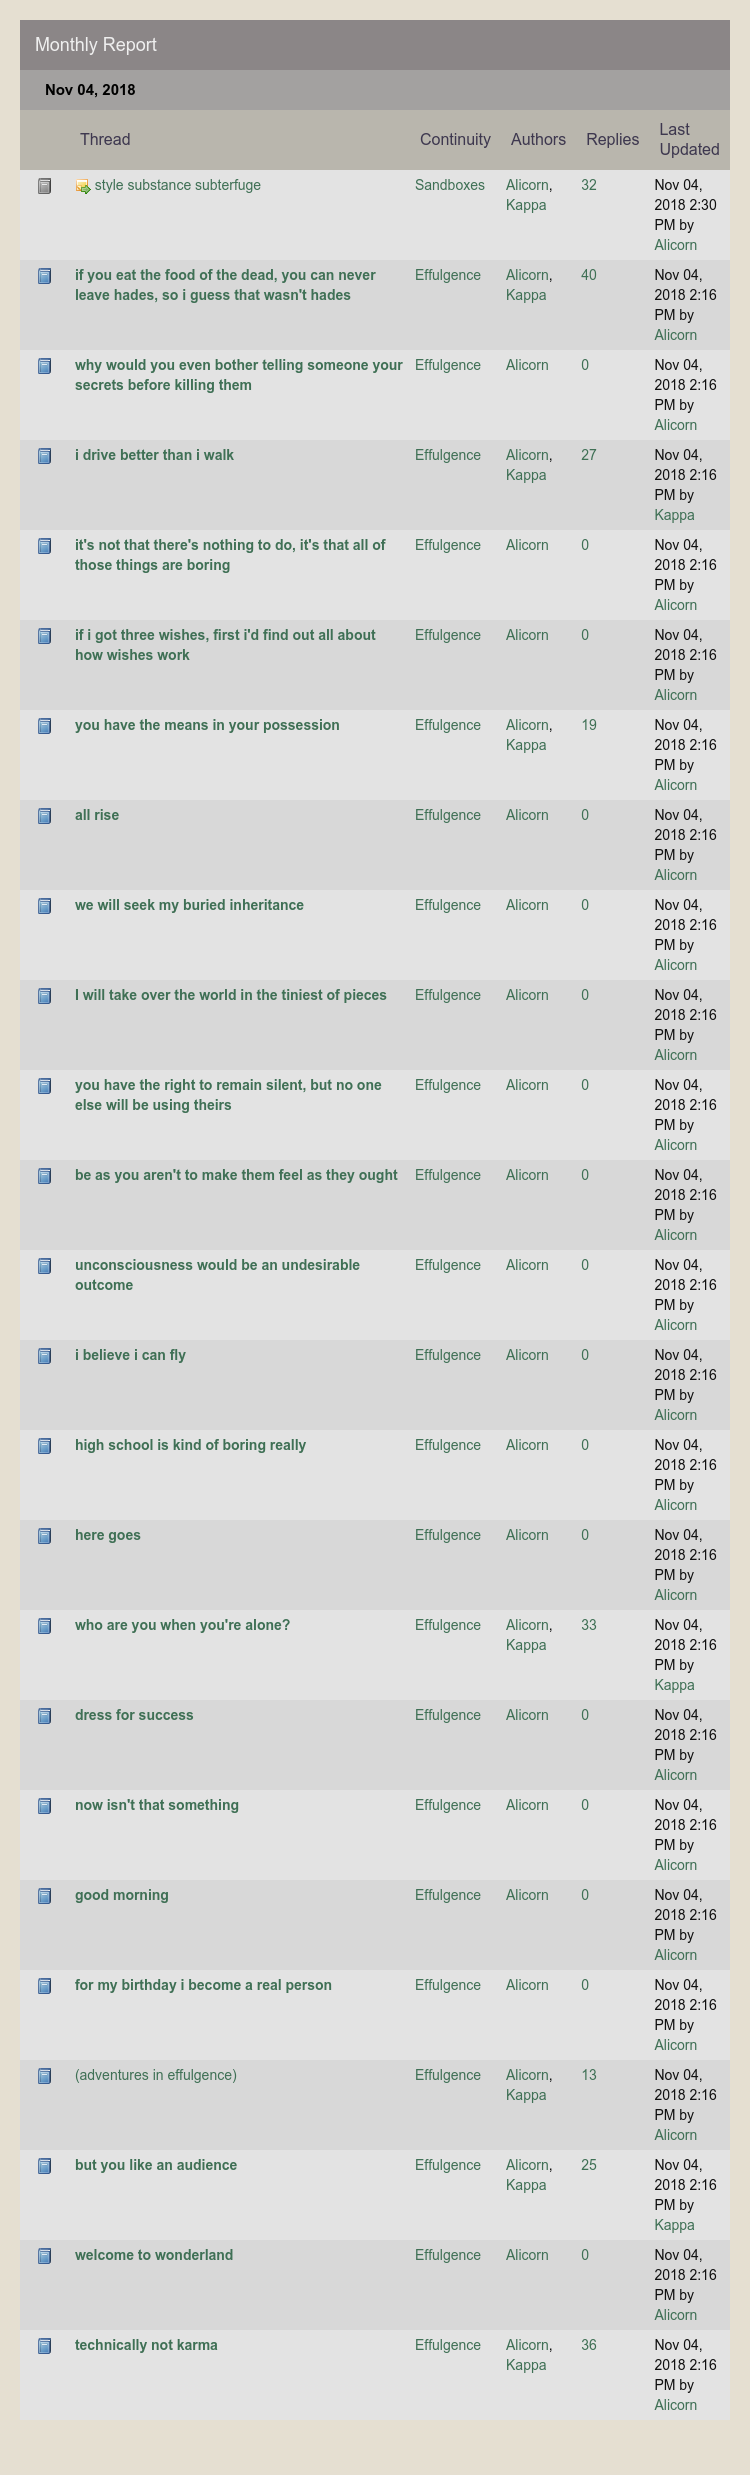 Monthly Report
Nov 04, 2018
Thread Continuity Authors Replies Last
Updated
style substance subterfuge Sandboxes Alicorn, 32 Nov 04,
Kappa 2018 2:30
PM by
Alicorn
if you eat the food of the dead, you can never Effulgence Alicorn, 40 Nov 04,
leave hades, so i guess that wasn't hades Kappa 2018 2:16
PM by
Alicorn
why would you even bother telling someone your Effulgence Alicorn 0 Nov 04,
secrets before killing them 2018 2:16
PM by
Alicorn
i drive better than i walk Effulgence Alicorn, 27 Nov 04,
Kappa 2018 2:16
PM by
Kappa
it's not that there's nothing to do, it's that all of Effulgence Alicorn 0 Nov 04,
those things are boring 2018 2:16
PM by
Alicorn
if i got three wishes, first i'd find out all about Effulgence Alicorn 0 Nov 04,
how wishes work 2018 2:16
PM by
Alicorn
you have the means in your possession Effulgence Alicorn, 19 Nov 04,
Kappa 2018 2:16
PM by
Alicorn
all rise Effulgence Alicorn 0 Nov 04,
2018 2:16
PM by
Alicorn
we will seek my buried inheritance Effulgence Alicorn 0 Nov 04,
2018 2:16
PM by
Alicorn
I will take over the world in the tiniest of pieces Effulgence Alicorn 0 Nov 04,
2018 2:16
PM by
Alicorn
you have the right to remain silent, but no one Effulgence Alicorn 0 Nov 04,
else will be using theirs 2018 2:16
PM by
Alicorn
be as you aren't to make them feel as they ought Effulgence Alicorn 0 Nov 04,
2018 2:16
PM by
Alicorn
unconsciousness would be an undesirable Effulgence Alicorn 0 Nov 04,
outcome 2018 2:16
PM by
Alicorn
i believe i can fly Effulgence Alicorn 0 Nov 04,
2018 2:16
PM by
Alicorn
high school is kind of boring really Effulgence Alicorn 0 Nov 04,
2018 2:16
PM by
Alicorn
here goes Effulgence Alicorn 0 Nov 04,
2018 2:16
PM by
Alicorn
who are you when you're alone? Effulgence Alicorn, 33 Nov 04,
Kappa 2018 2:16
PM by
Kappa
dress for success Effulgence Alicorn 0 Nov 04,
2018 2:16
PM by
Alicorn
now isn't that something Effulgence Alicorn 0 Nov 04,
2018 2:16
PM by
Alicorn
good morning Effulgence Alicorn 0 Nov 04,
2018 2:16
PM by
Alicorn
for my birthday i become a real person Effulgence Alicorn 0 Nov 04,
2018 2:16
PM by
Alicorn
(adventures in effulgence) Effulgence Alicorn, 13 Nov 04,
Kappa 2018 2:16
PM by
Alicorn
but you like an audience Effulgence Alicorn, 25 Nov 04,
Kappa 2018 2:16
PM by
Kappa
welcome to wonderland Effulgence Alicorn 0 Nov 04,
2018 2:16
PM by
Alicorn
technically not karma Effulgence Alicorn, 36 Nov 04,
Kappa 2018 2:16
PM by
Alicorn